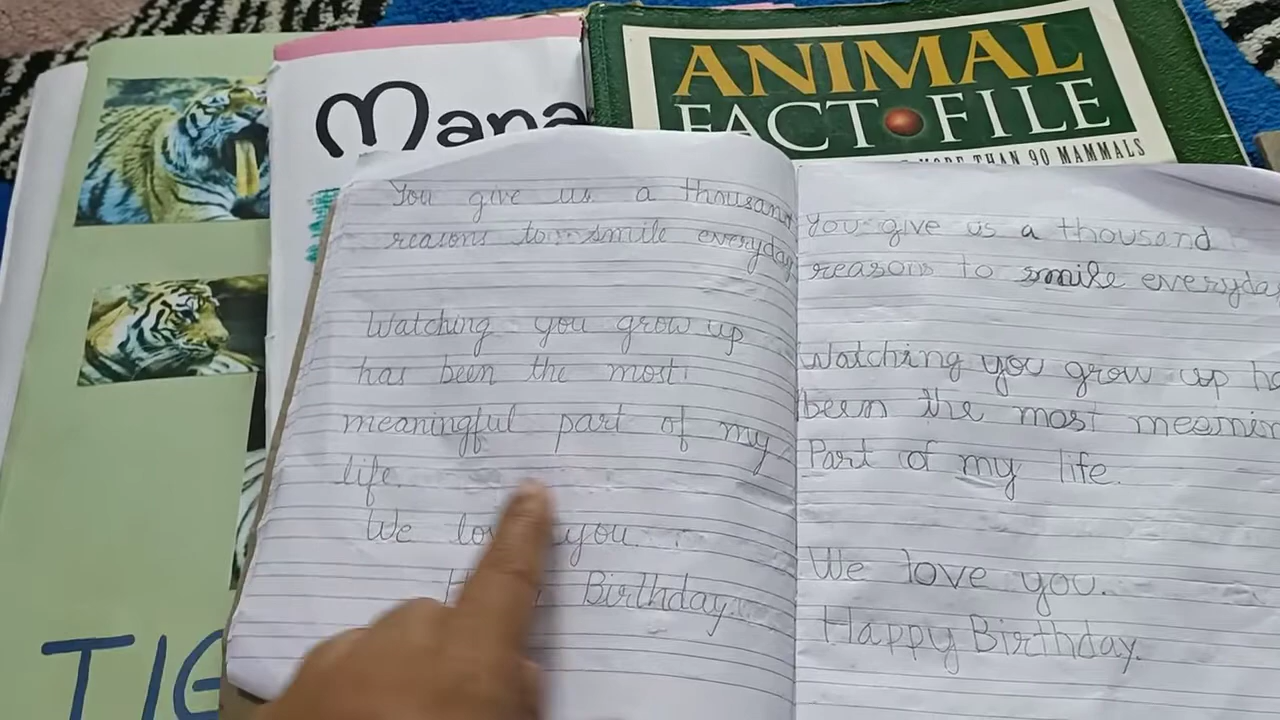 Mana
ANIMAL
FACT FILE
MORE THAN 90 MAMMALS
You give us a thousand
reasons to smile everyday
Watching you grow up
has been the most
meaningful part of my
life.
We love you.
Birthday.
You give us a thousand
reasons to smile everyda
Watching you grow up ha
been the most meanin
Part of my life.
We love you.
Happy Birthday.
TIG